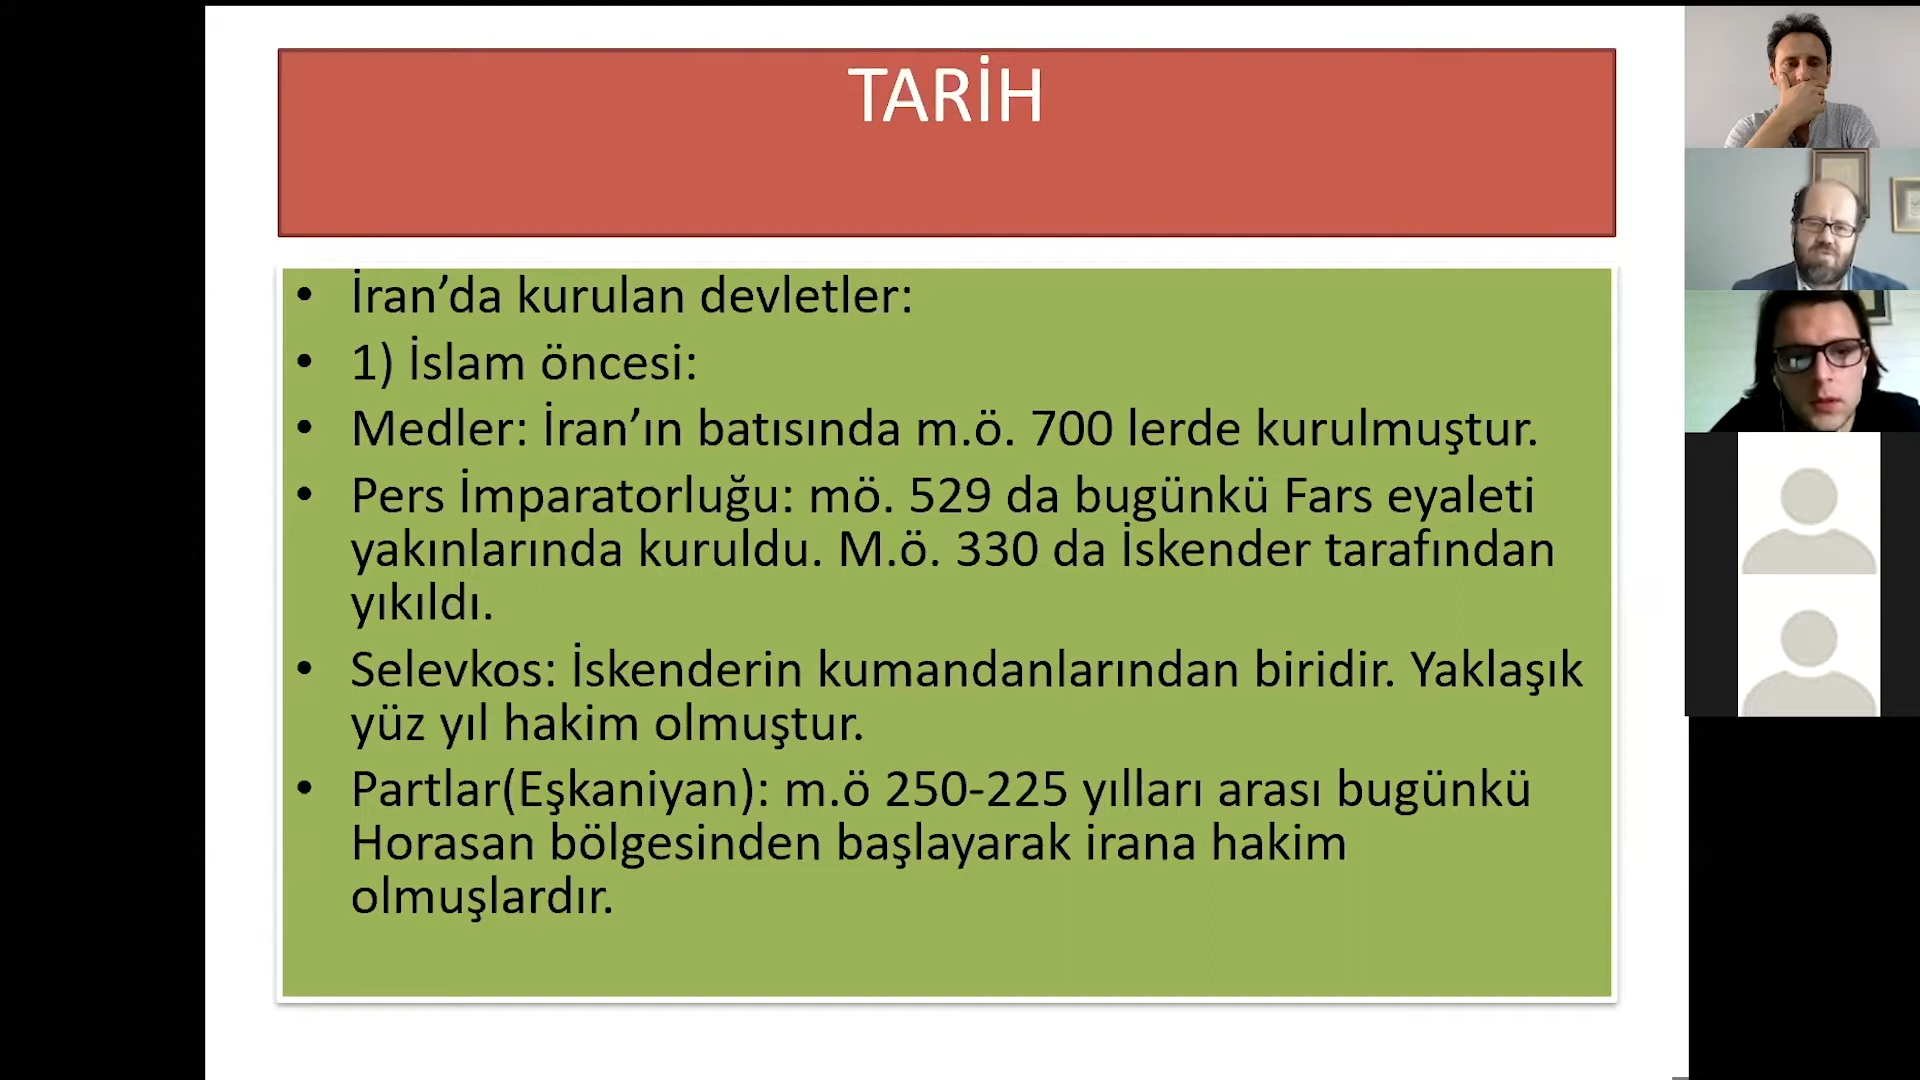 TARİH
• İran’da kurulan devletler:
• 1) İslam öncesi:
• Medler: İran’ın batısında m.ö. 700 lerde kurulmuştur.
• Pers İmparatorluğu: mö. 529 da bugünkü Fars eyaleti
yakınlarında kuruldu. M.ö. 330 da İskender tarafından
yıkıldı.
• Selevkos: İskenderin kumandanlarından biridir. Yaklaşık
yüz yıl hakim olmuştur.
• Partlar(Eşkaniyan): m.ö 250-225 yılları arası bugünkü
Horasan bölgesinden başlayarak irana hakim
olmuşlardır.